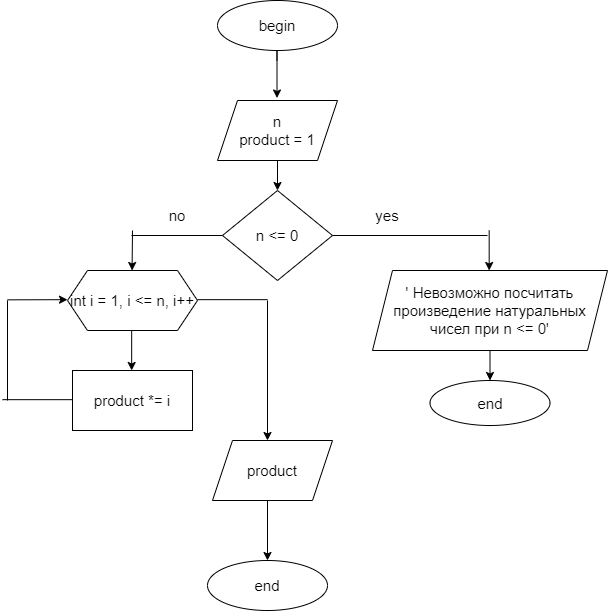 begin
n
product = 1
no
yes
n <= 0
int i = 1, i <= n, i++
' Невозможно посчитать
произведение натуральных
чисел при n <= 0'
product *= i
end
product
end